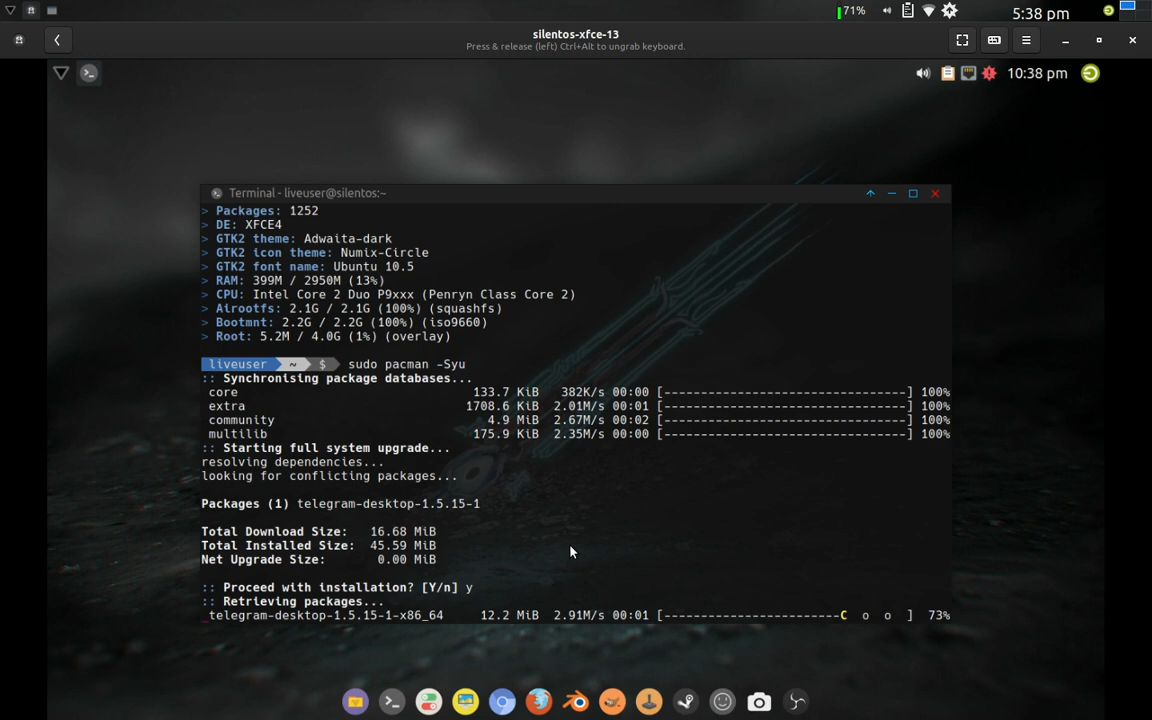 71%
5:38 pm
silentos-xfce-13
Press & release (left) Ctrl+Alt to ungrab keyboard.
10:38 pm
Terminal - liveuser@silentos:~
> Packages: 1252
> DE: XFCE4
> GTK2 theme: Adwaita-dark
> GTK2 icon theme: Numix-Circle
> GTK2 font name: Ubuntu 10.5
> RAM: 399M / 2950M (13%)
> CPU: Intel Core 2 Duo P9xxx (Penryn Class Core 2)
> Airootfs: 2.1G / 2.1G (100%) (squashfs)
> Bootmnt: 2.2G / 2.2G (100%) (iso9660)
> Root: 5.2M / 4.0G (1%) (overlay)
liveuser ~ $ sudo pacman -Syu
:: Synchronising package databases...
core 133.7 KiB 382K/s 00:00 [----------------------------------] 100%
extra 1708.6 KiB 2.01M/s 00:01 [----------------------------------] 100%
community 4.9 MiB 2.67M/s 00:02 [----------------------------------] 100%
multilib 175.9 KiB 2.35M/s 00:00 [----------------------------------] 100%
:: Starting full system upgrade...
resolving dependencies...
looking for conflicting packages...
Packages (1) telegram-desktop-1.5.15-1
Total Download Size: 16.68 MiB
Total Installed Size: 45.59 MiB
Net Upgrade Size: 0.00 MiB
:: Proceed with installation? [Y/n] y
:: Retrieving packages...
telegram-desktop-1.5.15-1-x86_64 12.2 MiB 2.91M/s 00:01 [------------------------C o o ] 73%